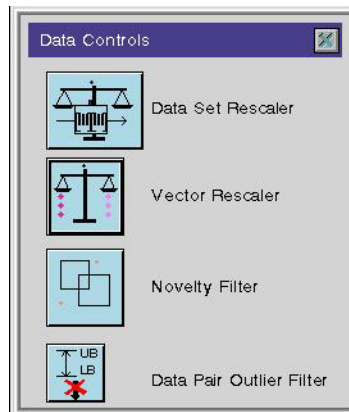 Data Controls
Data Set Rescaler
Vector Rescaler
Novelty Filter
UB
LB
Data Pair Outlier Filter